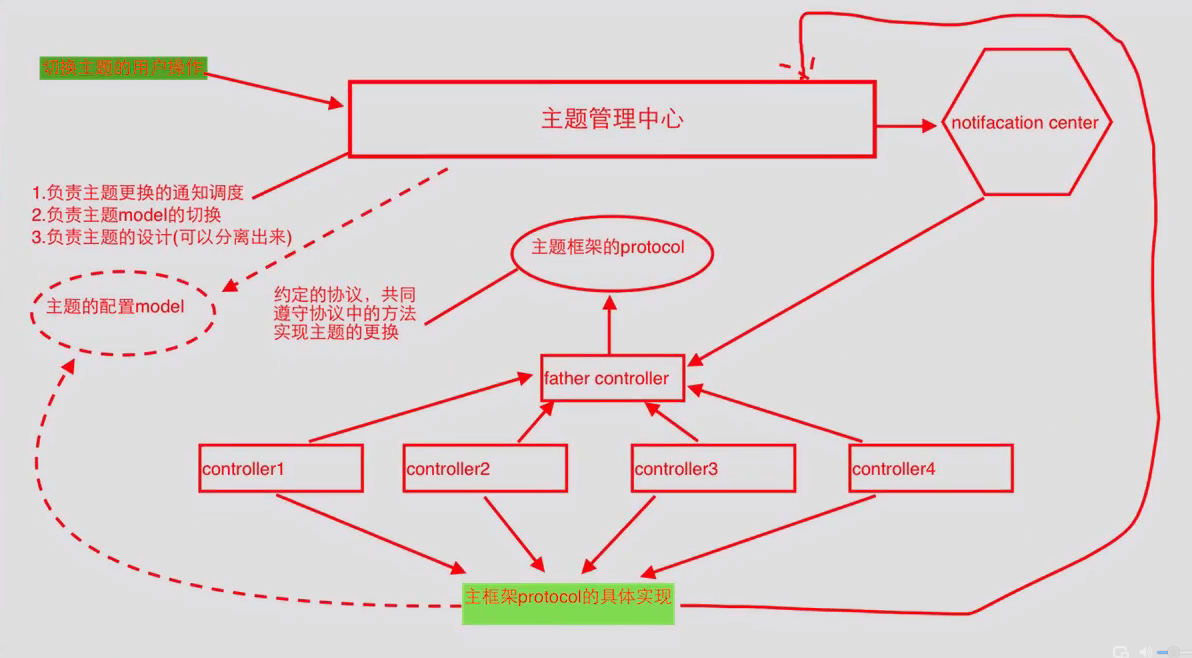 切换主题的用户操作
主题管理中心
notifacation center
1.负责主题更换的通知调度
2.负责主题model的切换
3.负责主题的设计(可以分离出来)
主题框架的protocol
主题的配置model
约定的协议，共同
遵守协议中的方法
实现主题的更换
father controller
controller1
controller2
controller3
controller4
主框架protocol的具体实现